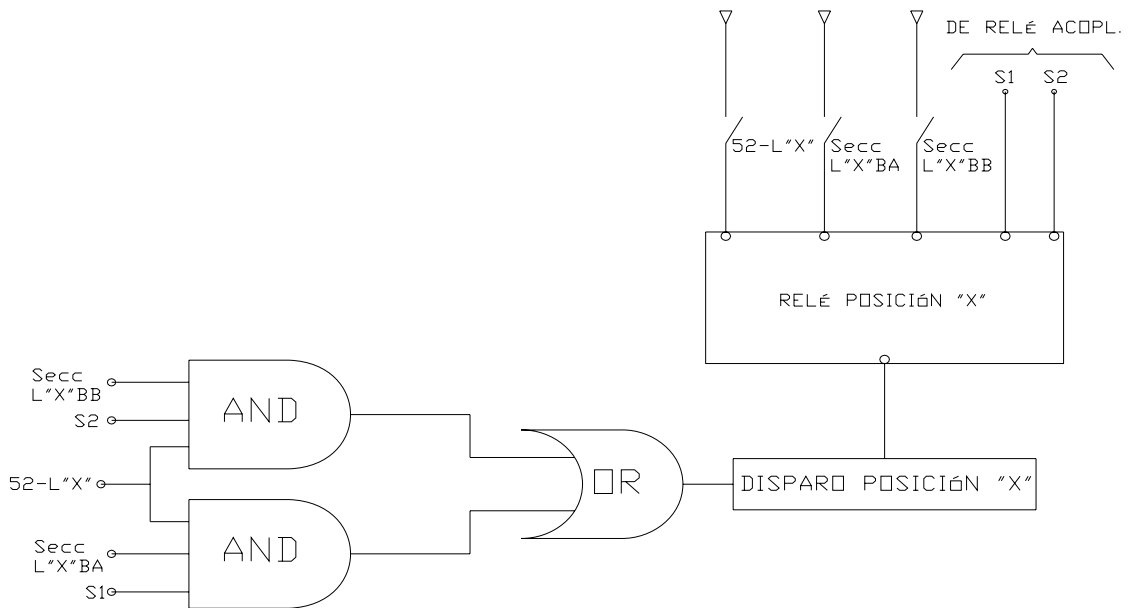 DE RELé ACOPL.
S1 S2
52-L"X"
Secc
L"X"BA
Secc
L"X"BB
RELé POSICIóN "X"
Secc
L"X"BB
S2
52-L"X"
Secc
L"X"BA
S1
AND
AND
OR
DISPARO POSICIóN "X"